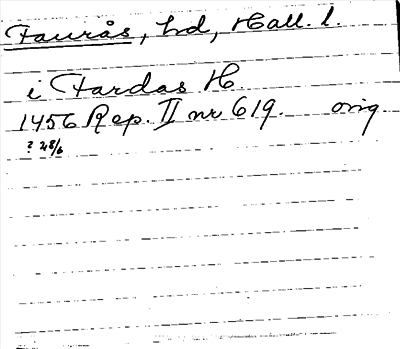 Faurås, hd, Hall. l.
i Fardas H
1456 Rep. II nr 619. orig
? 28/6